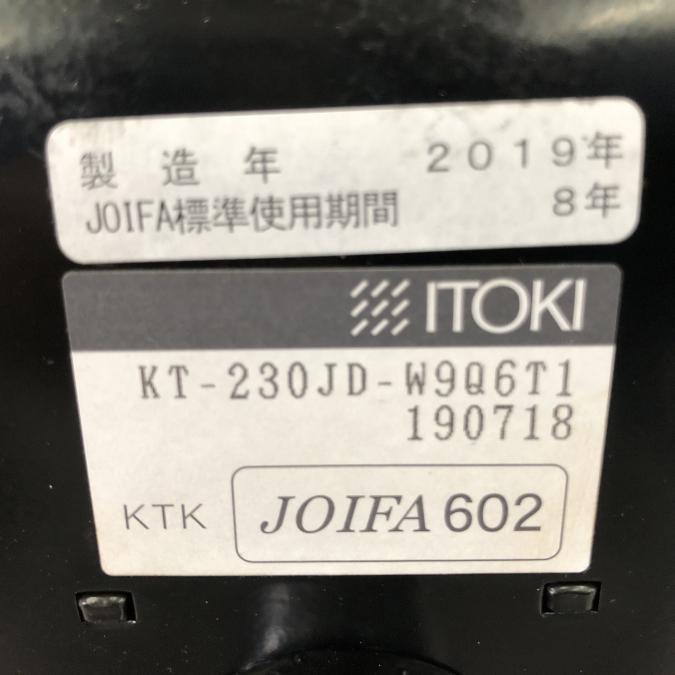 製造年 2019年
JOIFA標準使用期間 8年
ITOKI
KT-230JD-W9Q6T1
190718
KTK JOIFA 602